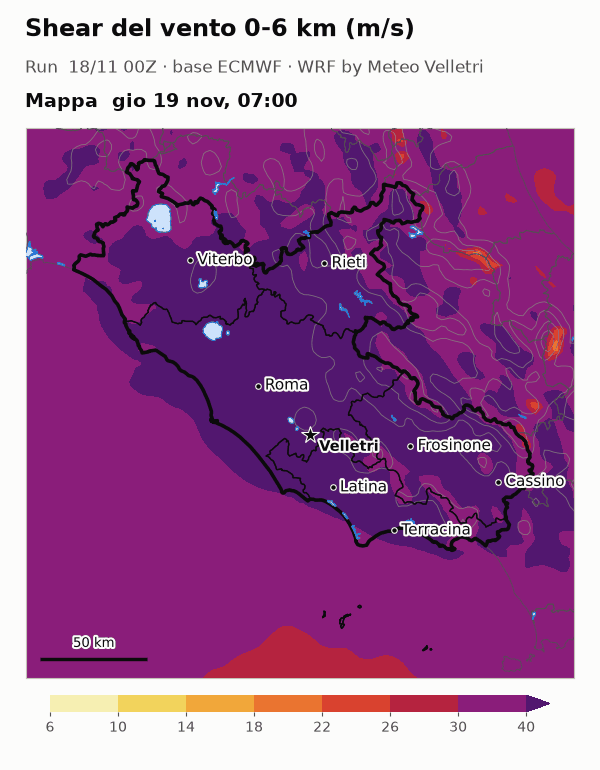 Shear del vento 0-6 km (m/s)
Run  18/11 00Z · base ECMWF · WRF by Meteo Velletri
Mappa  gio 19 nov, 07:00
Viterbo
Rieti
Roma
Velletri
Frosinone
Latina
Cassino
Terracina
50 km
6 10 14 18 22 26 30 40